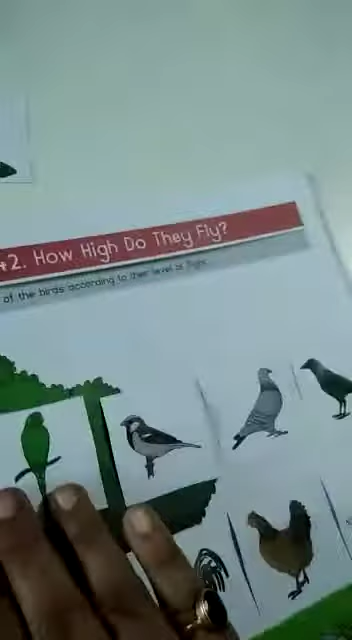 2. How High Do They Fly?
of the birds according to their level of flight.